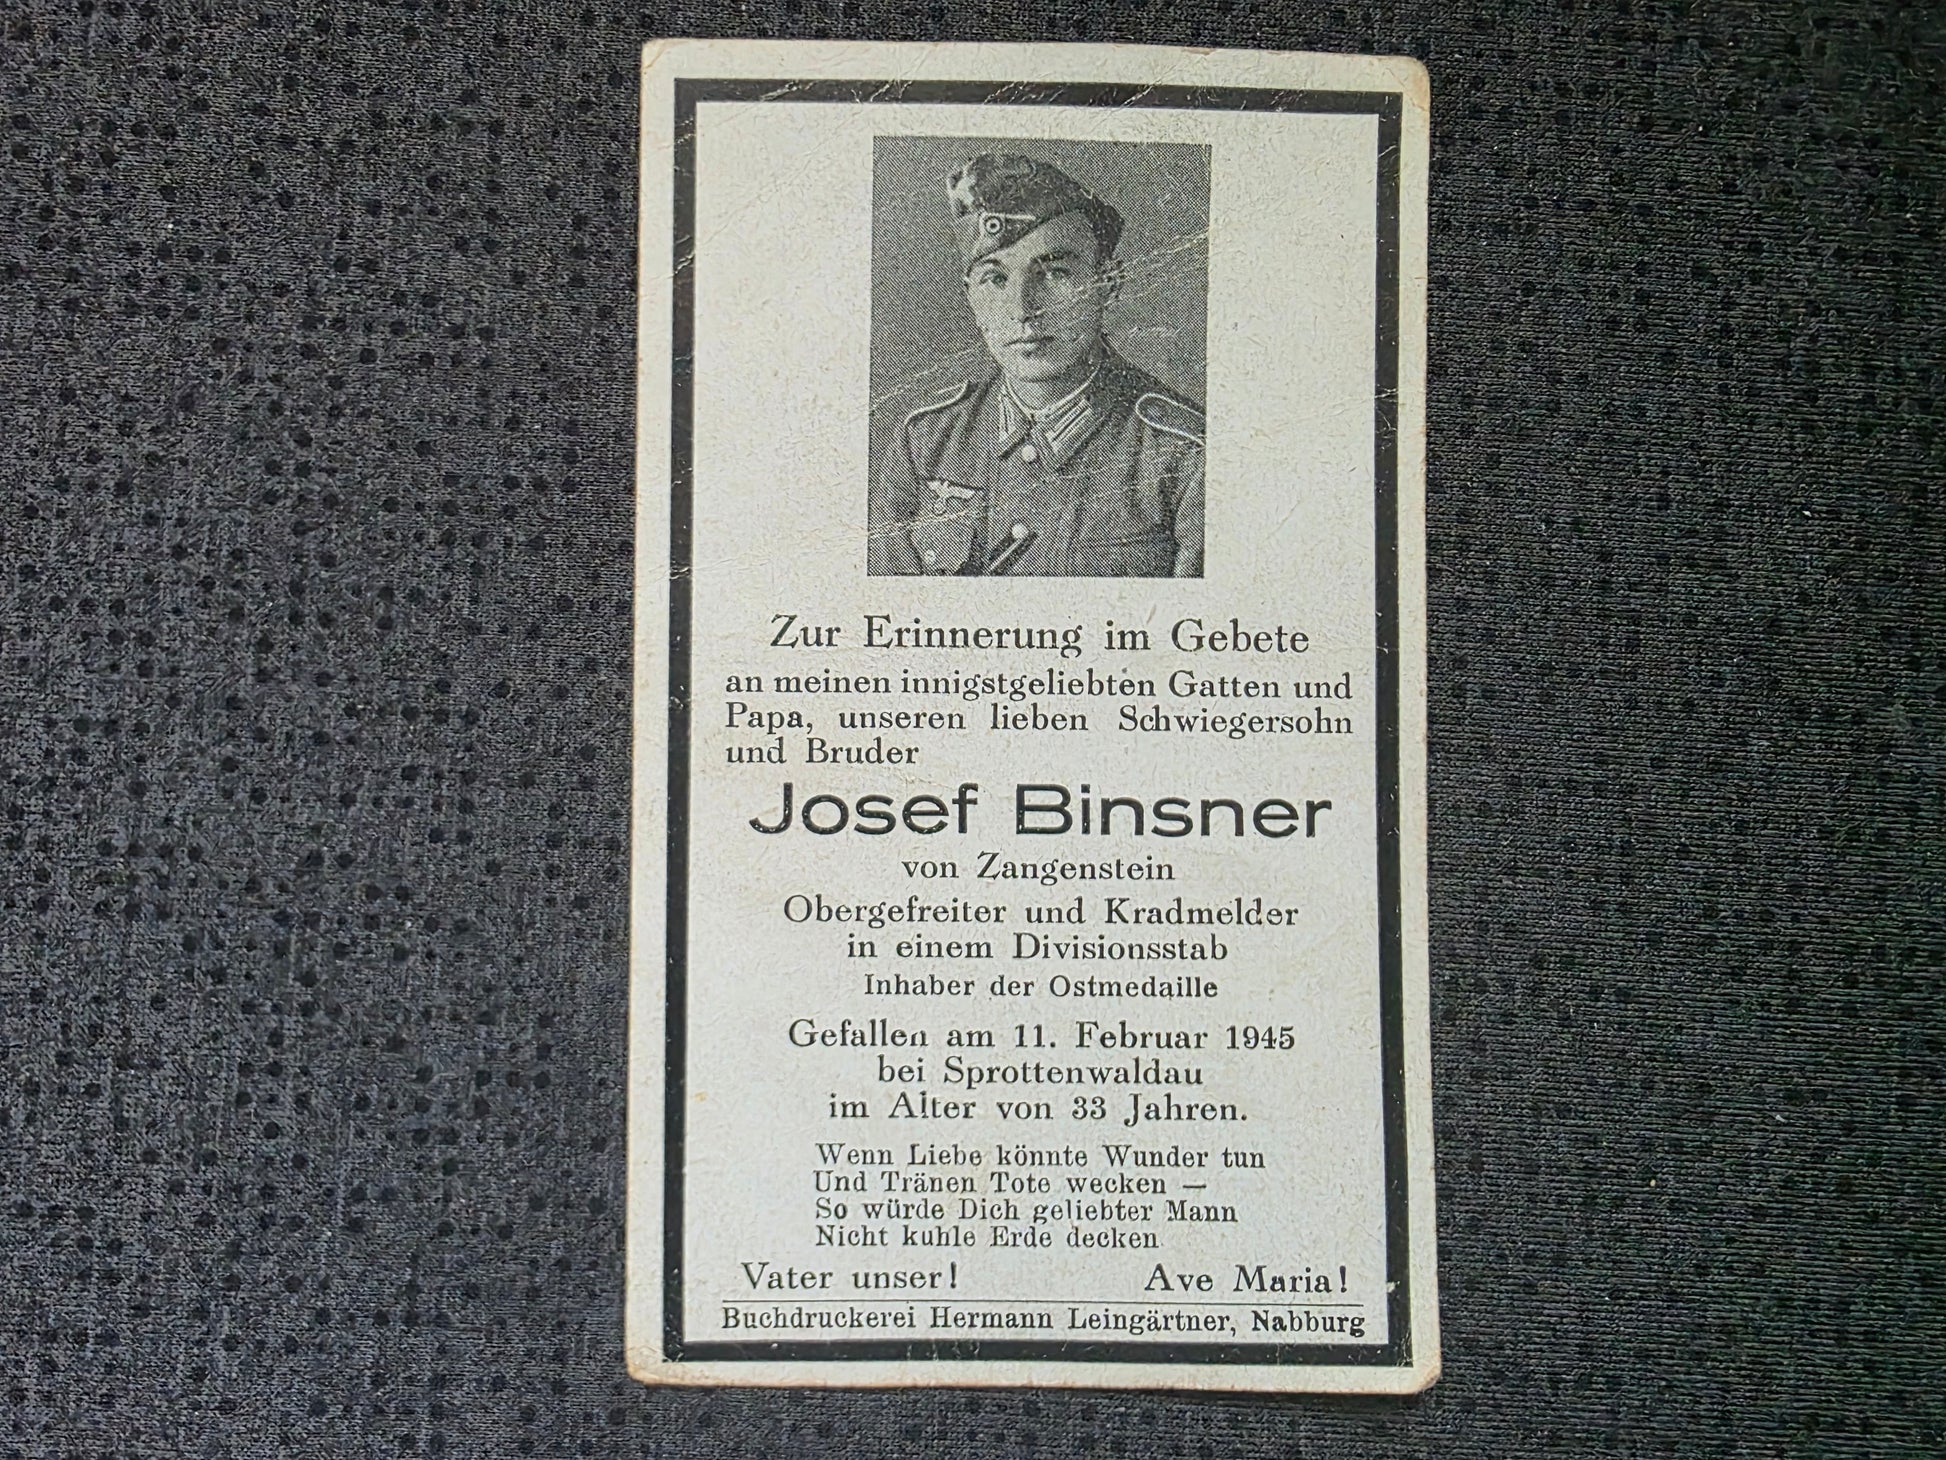 Zur Erinnerung im Gebete
an meinen innigstgeliebten Gatten und
Papa, unseren lieben Schwiegersohn
und Bruder
Josef Binsner
von Zangenstein
Obergefreiter und Kradmelder
in einem Divisionsstab
Inhaber der Ostmedaille
Gefallen am 11. Februar 1945
bei Sprottenwaldau
im Alter von 33 Jahren.
Wenn Liebe könnte Wunder tun
Und Tränen Tote wecken —
So würde Dich geliebter Mann
Nicht kuhle Erde decken
Vater unser! Ave Maria!
Buchdruckerei Hermann Leingärtner, Nabburg